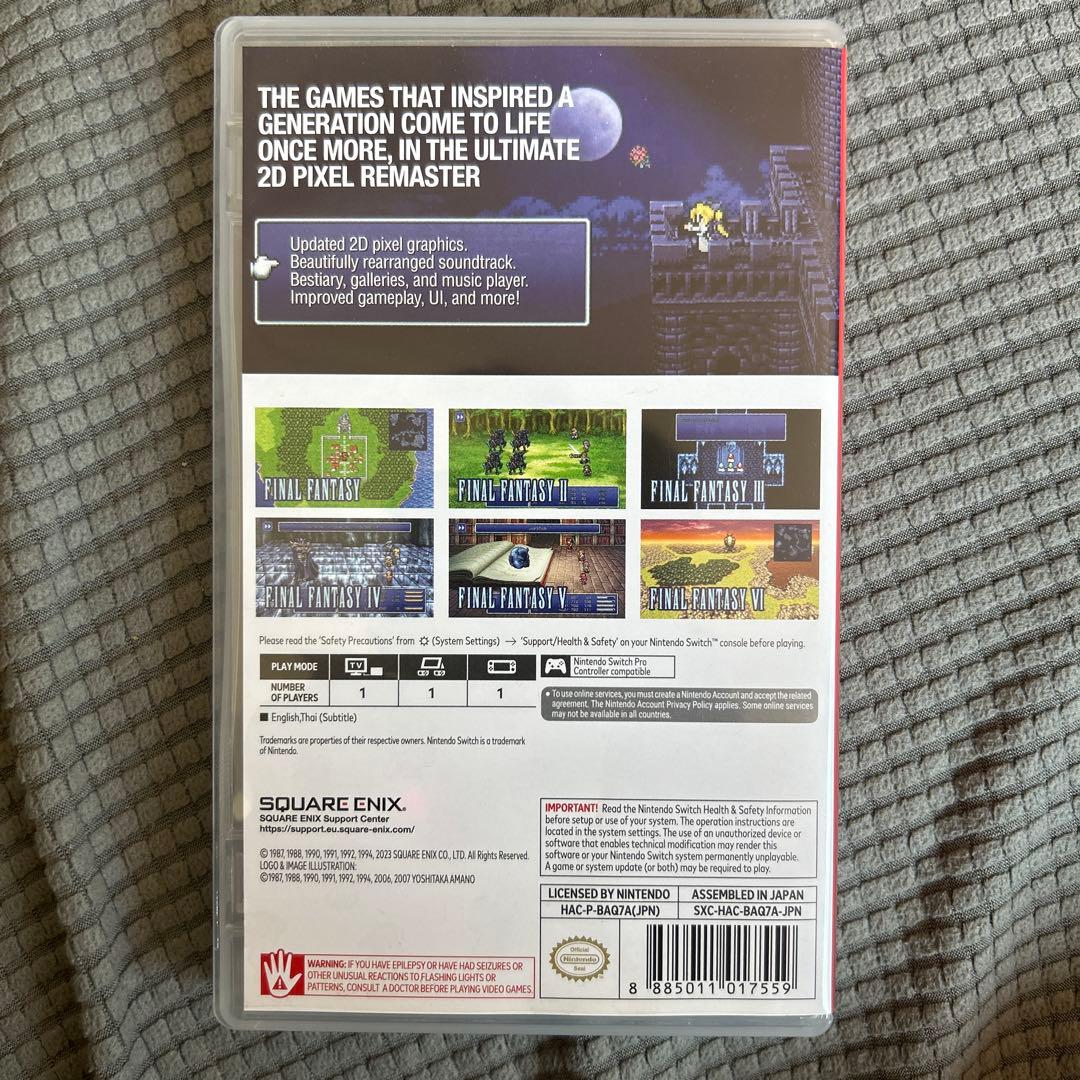 THE GAMES THAT INSPIRED A
GENERATION COME TO LIFE
ONCE MORE, IN THE ULTIMATE
2D PIXEL REMASTER
Updated 2D pixel graphics.
Beautifully rearranged soundtrack.
Bestiary, galleries, and music player.
Improved gameplay, UI, and more!
FINAL FANTASY
FINAL FANTASY II
FINAL FANTASY III
FINAL FANTASY IV
FINAL FANTASY V
FINAL FANTASY VI
Please read the 'Safety Precautions' from (System Settings) → 'Support/Health & Safety' on your Nintendo Switch™ console before playing.
PLAY MODE
TV
NUMBER
OF PLAYERS
1
1
1
Nintendo Switch Pro
Controller compatible
• To use online services, you must create a Nintendo Account and accept the related
agreement. The Nintendo Account Privacy Policy applies. Some online services
may not be available in all countries.
■ English,Thai (Subtitle)
Trademarks are properties of their respective owners. Nintendo Switch is a trademark
of Nintendo.
SQUARE ENIX®
SQUARE ENIX Support Center
https://support.eu.square-enix.com/
© 1987, 1988, 1990, 1991, 1992, 1994, 2023 SQUARE ENIX CO., LTD. All Rights Reserved.
LOGO & IMAGE ILLUSTRATION:
©1987, 1988, 1990, 1991, 1992, 1994, 2006, 2007 YOSHITAKA AMANO
IMPORTANT! Read the Nintendo Switch Health & Safety Information
before setup or use of your system. The operation instructions are
located in the system settings. The use of an unauthorized device or
software that enables technical modification may render this
software or your Nintendo Switch system permanently unplayable.
A game or system update (or both) may be required to play.
LICENSED BY NINTENDO
ASSEMBLED IN JAPAN
HAC-P-BAQ7A(JPN)
SXC-HAC-BAQ7A-JPN
WARNING: IF YOU HAVE EPILEPSY OR HAVE HAD SEIZURES OR
OTHER UNUSUAL REACTIONS TO FLASHING LIGHTS OR
PATTERNS, CONSULT A DOCTOR BEFORE PLAYING VIDEO GAMES.
Official
Nintendo
Seal
8 885011 017559